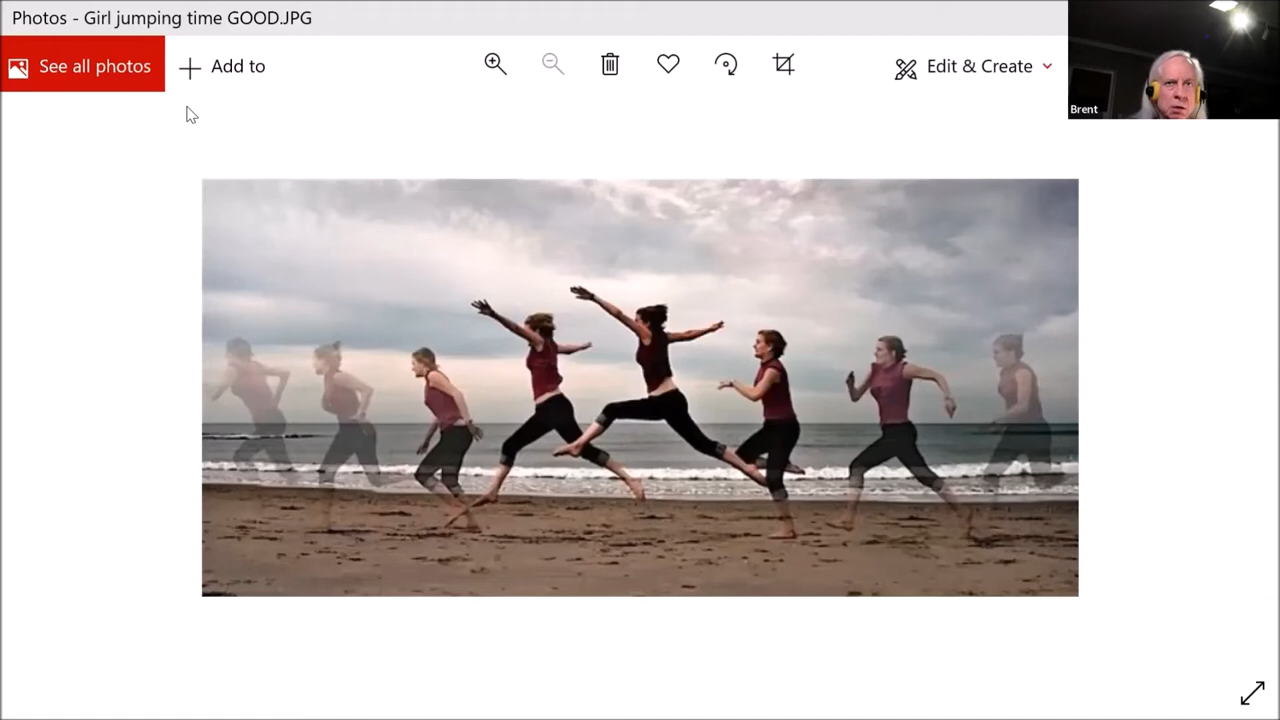 Photos - Girl jumping time GOOD.JPG
See all photos
Add to
Edit & Create
Brent